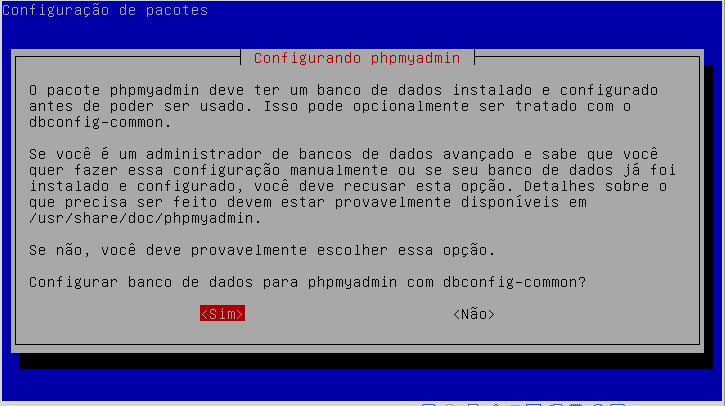 Configuração de pacotes
Configurando phpmyadmin
O pacote phpmyadmin deve ter um banco de dados instalado e configurado
antes de poder ser usado. Isso pode opcionalmente ser tratado com o
dbconfig-common.
Se você é um administrador de bancos de dados avançado e sabe que você
quer fazer essa configuração manualmente ou se seu banco de dados já foi
instalado e configurado, você deve recusar esta opção. Detalhes sobre o
que precisa ser feito devem estar provavelmente disponíveis em
/usr/share/doc/phpmyadmin.
Se não, você deve provavelmente escolher essa opção.
Configurar banco de dados para phpmyadmin com dbconfig-common?
<Sim> <Não>